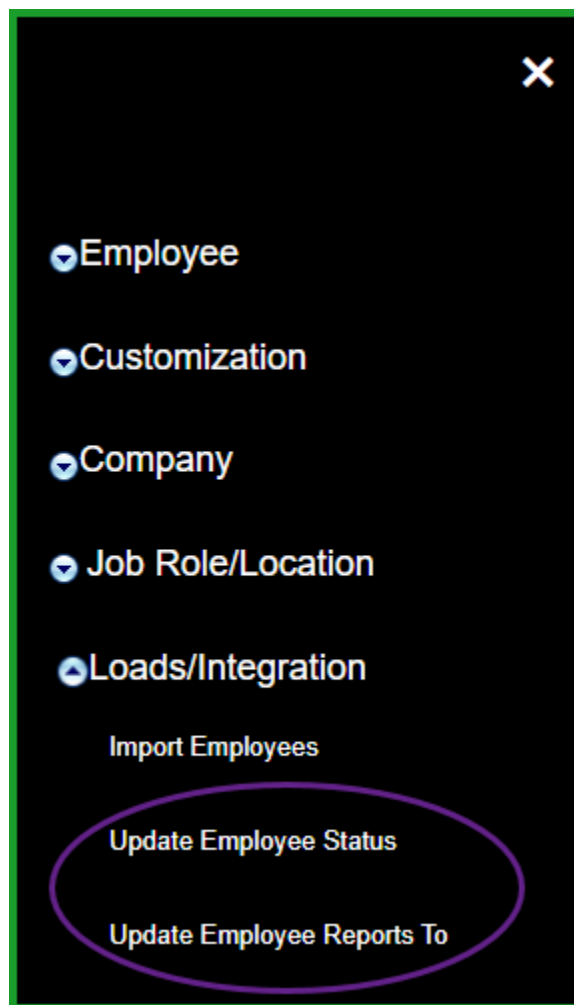 Employee
Customization
Company
Job Role/Location
Loads/Integration
Import Employees
Update Employee Status
Update Employee Reports To